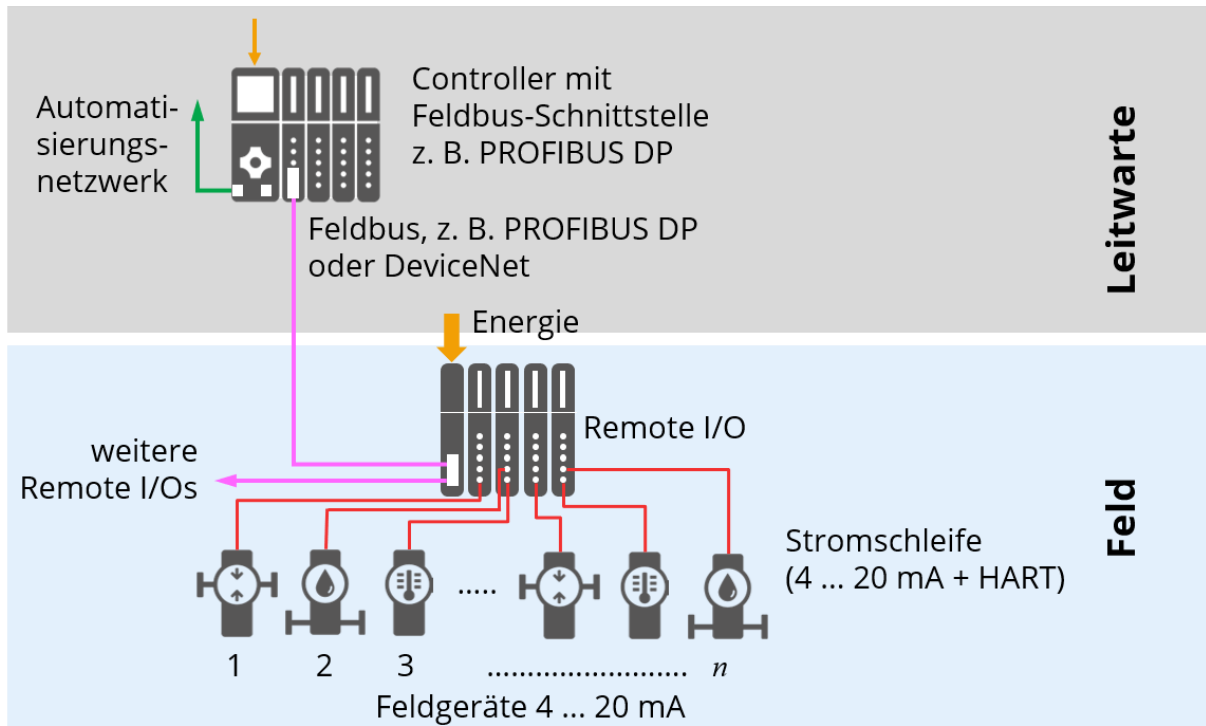 Automati-
sierungs-
netzwerk
Controller mit
Feldbus-Schnittstelle
z. B. PROFIBUS DP
Feldbus, z. B. PROFIBUS DP
oder DeviceNet
Leitwarte
Energie
Remote I/O
weitere
Remote I/Os
Feld
Stromschleife
(4 ... 20 mA + HART)
.....
1 2 3 ......................... n
Feldgeräte 4 ... 20 mA